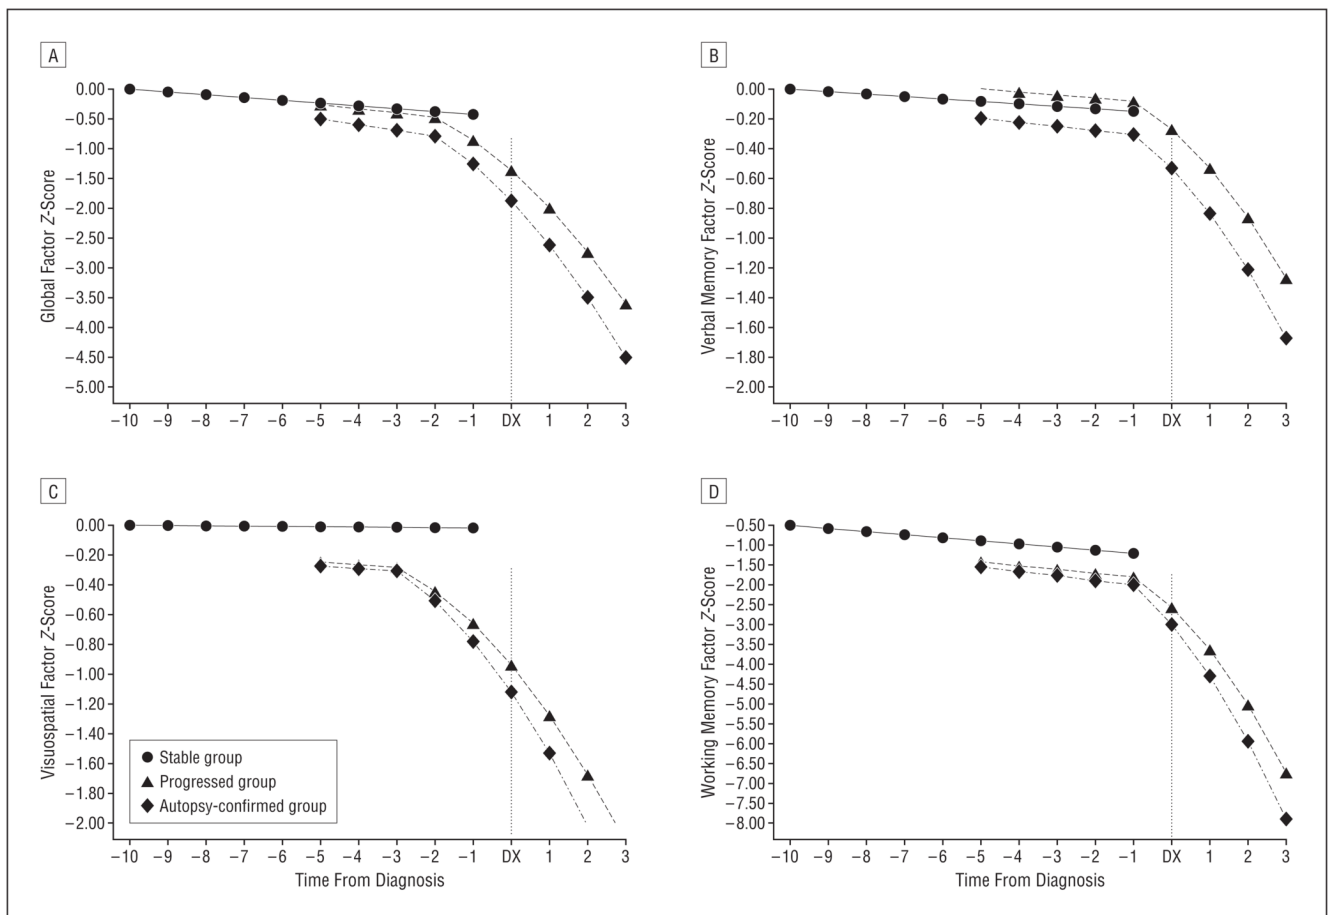 A
Global Factor Z-Score
0.00
−0.50
−1.00
−1.50
−2.00
−2.50
−3.00
−3.50
−4.00
−4.50
−5.00
−10 −9 −8 −7 −6 −5 −4 −3 −2 −1 DX 1 2 3
B
Verbal Memory Factor Z-Score
0.00
−0.20
−0.40
−0.60
−0.80
−1.00
−1.20
−1.40
−1.60
−1.80
−2.00
−10 −9 −8 −7 −6 −5 −4 −3 −2 −1 DX 1 2 3
C
Visuospatial Factor Z-Score
0.00
−0.20
−0.40
−0.60
−0.80
−1.00
−1.20
−1.40
−1.60
−1.80
−2.00
Stable group
Progressed group
Autopsy-confirmed group
−10 −9 −8 −7 −6 −5 −4 −3 −2 −1 DX 1 2 3
Time From Diagnosis
D
Working Memory Factor Z-Score
−0.50
−1.00
−1.50
−2.00
−2.50
−3.00
−3.50
−4.00
−4.50
−5.00
−5.50
−6.00
−6.50
−7.00
−7.50
−8.00
−10 −9 −8 −7 −6 −5 −4 −3 −2 −1 DX 1 2 3
Time From Diagnosis